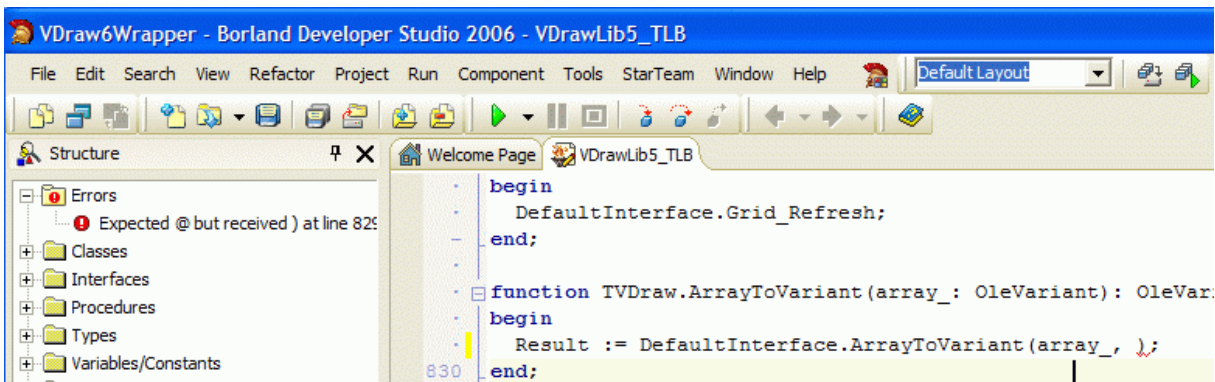 VDraw6Wrapper - Borland Developer Studio 2006 - VDrawLib5_TLB
File Edit Search View Refactor Project Run Component Tools StarTeam Window Help Default Layout
Structure
Welcome Page VDrawLib5_TLB
Errors
Expected @ but received ) at line 829
Classes
Interfaces
Procedures
Types
Variables/Constants
begin
DefaultInterface.Grid_Refresh;
end;
function TVDraw.ArrayToVariant(array_: OleVariant): OleVari
begin
Result := DefaultInterface.ArrayToVariant(array_, );
830 end;